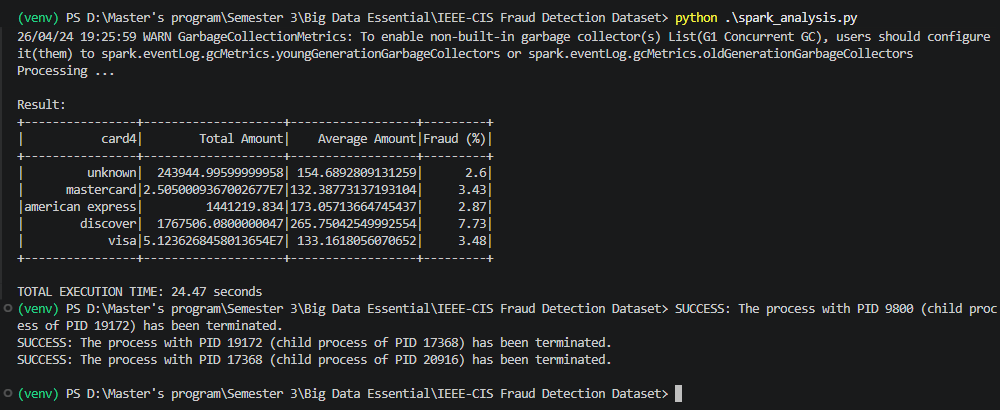 (venv) PS D:\Master's program\Semester 3\Big Data Essential\IEEE-CIS Fraud Detection Dataset> python .\spark_analysis.py
26/04/24 19:25:59 WARN GarbageCollectionMetrics: To enable non-built-in garbage collector(s) List(G1 Concurrent GC), users should configure
it(them) to spark.eventLog.gcMetrics.youngGenerationGarbageCollectors or spark.eventLog.gcMetrics.oldGenerationGarbageCollectors
Processing ...

Result:
+----------------+--------------------+------------------+---------+
|           card4|        Total Amount|    Average Amount|Fraud (%)|
+----------------+--------------------+------------------+---------+
|         unknown|  243944.99599999958| 154.6892809131259|      2.6|
|      mastercard|2.5050009367002677E7|132.38773137193104|     3.43|
|american express|         1441219.834|173.05713664745437|     2.87|
|        discover|  1767506.0800000047|265.75042549992554|     7.73|
|            visa|5.1236268458013654E7| 133.1618056070652|     3.48|
+----------------+--------------------+------------------+---------+

TOTAL EXECUTION TIME: 24.47 seconds
(venv) PS D:\Master's program\Semester 3\Big Data Essential\IEEE-CIS Fraud Detection Dataset> SUCCESS: The process with PID 9800 (child proc
ess of PID 19172) has been terminated.
SUCCESS: The process with PID 19172 (child process of PID 17368) has been terminated.
SUCCESS: The process with PID 17368 (child process of PID 20916) has been terminated.

(venv) PS D:\Master's program\Semester 3\Big Data Essential\IEEE-CIS Fraud Detection Dataset>